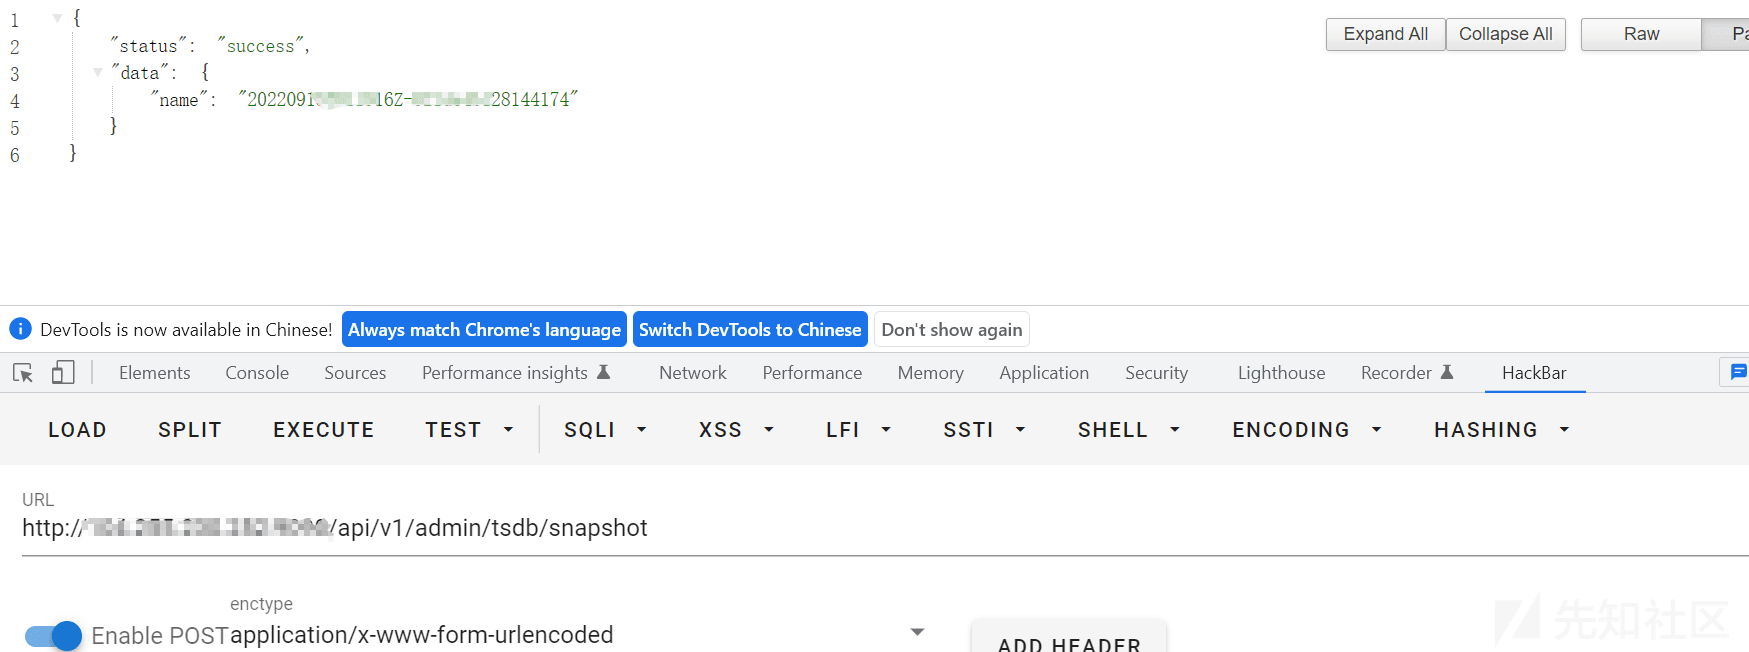 1 {
2 "status": "success",
3 "data": {
4 "name": "2022091 16Z- 28144174"
5 }
6 }
Expand All Collapse All Raw
DevTools is now available in Chinese! Always match Chrome's language Switch DevTools to Chinese Don't show again
Elements Console Sources Performance insights Network Performance Memory Application Security Lighthouse Recorder HackBar
LOAD SPLIT EXECUTE TEST SQLI XSS LFI SSTI SHELL ENCODING HASHING
URL
http:// /api/v1/admin/tsdb/snapshot
enctype
Enable POST application/x-www-form-urlencoded ADD HEADER
先知社区